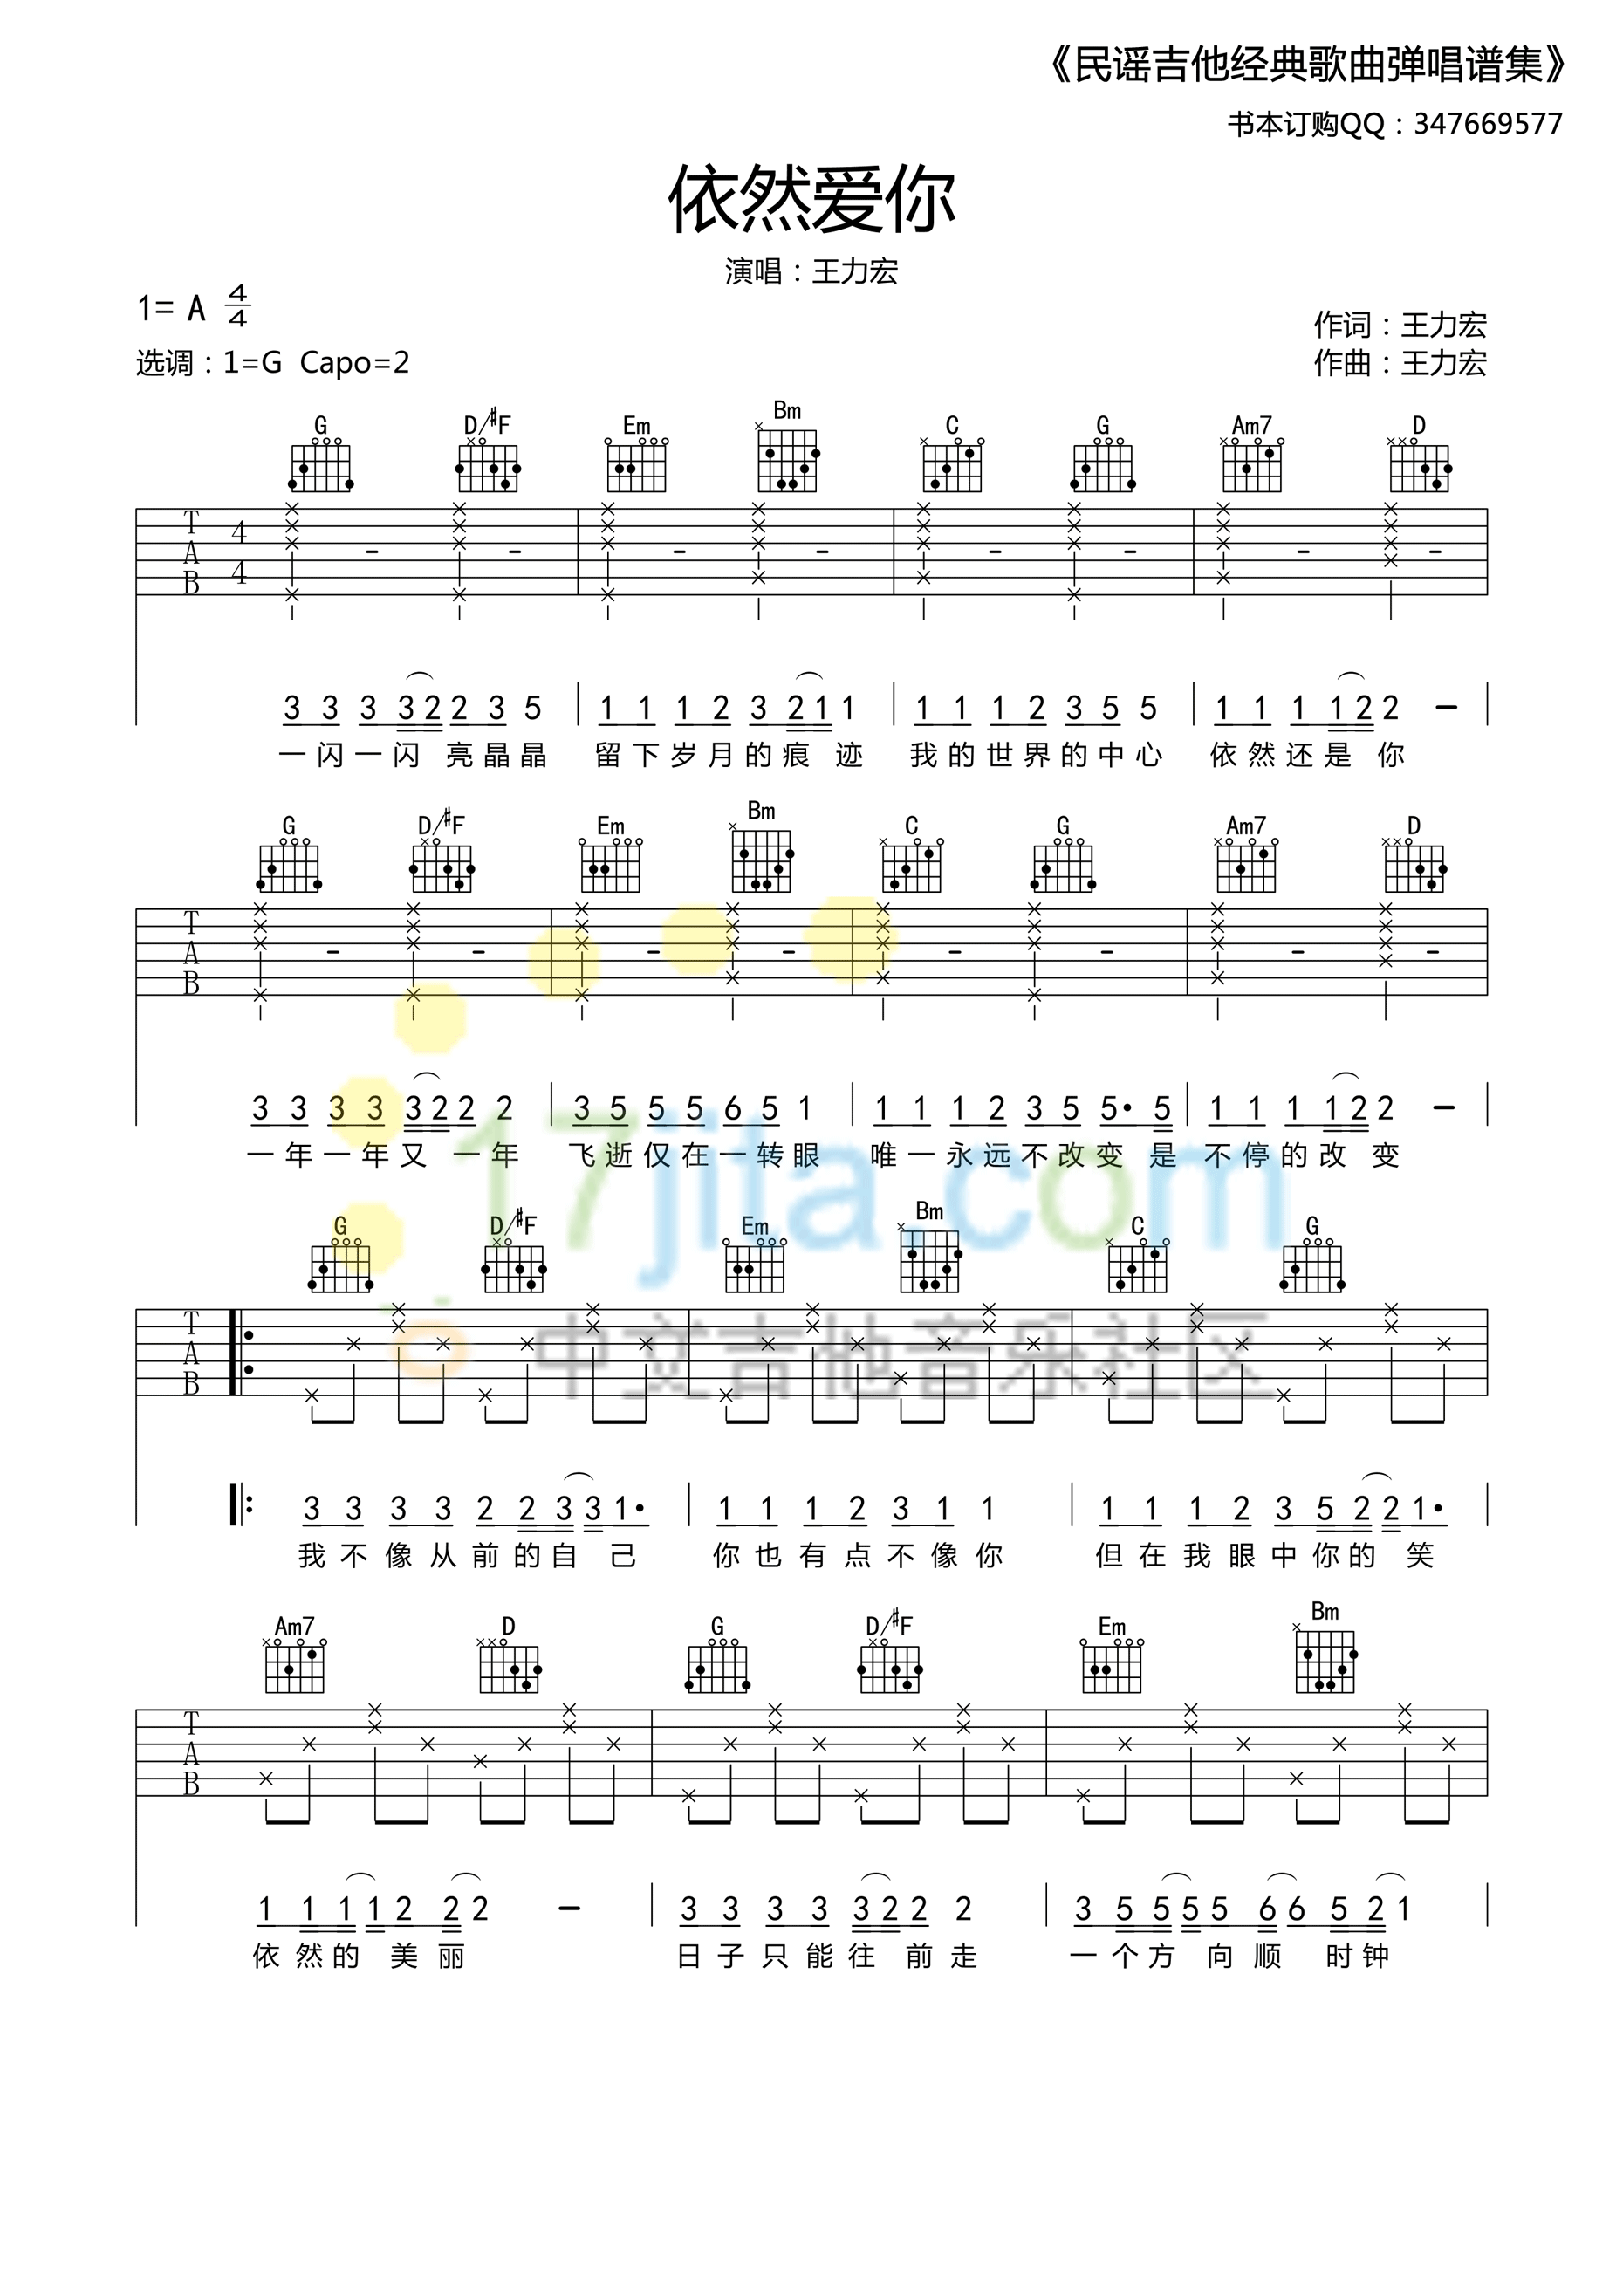 《民谣吉他经典歌曲弹唱谱集》
书本订购QQ：347669577
依然爱你
演唱：王力宏
1= A 4/4
作词：王力宏
选调：1=G Capo=2
作曲：王力宏
G D/#F Em Bm C G Am7 D
T A B 4 4
3 3 3 3 2 2 3 5 | 1 1 1 2 3 2 1 1 | 1 1 1 2 3 5 5 | 1 1 1 1 2 2 - |
一闪一闪 亮晶晶 留下岁月的痕 迹 我的世界的中心 依然还是 你
G D/#F Em Bm C G Am7 D
T A B
3 3 3 3 3 2 2 2 | 3 5 5 5 6 5 1 | 1 1 1 2 3 5 5· 5 | 1 1 1 1 2 2 - |
一年一年又 一年 飞逝仅在一转眼 唯一永远不改变 是 不停的改 变
17jita.com
G D/#F Em Bm C G
中文吉他音乐社区
T A B
‖: 3 3 3 3 2 2 3 3 1· | 1 1 1 2 3 1 1 | 1 1 1 2 3 5 2 2 1· |
我不像从前的自 己 你也有点不像你 但在我眼中你的 笑
Am7 D G D/#F Em Bm
T A B
1 1 1 1 2 2 2 - | 3 3 3 3 3 2 2 2 | 3 5 5 5 5 6 6 5 2 1 |
依然的 美丽 日子只能往 前走 一个方 向顺 时钟